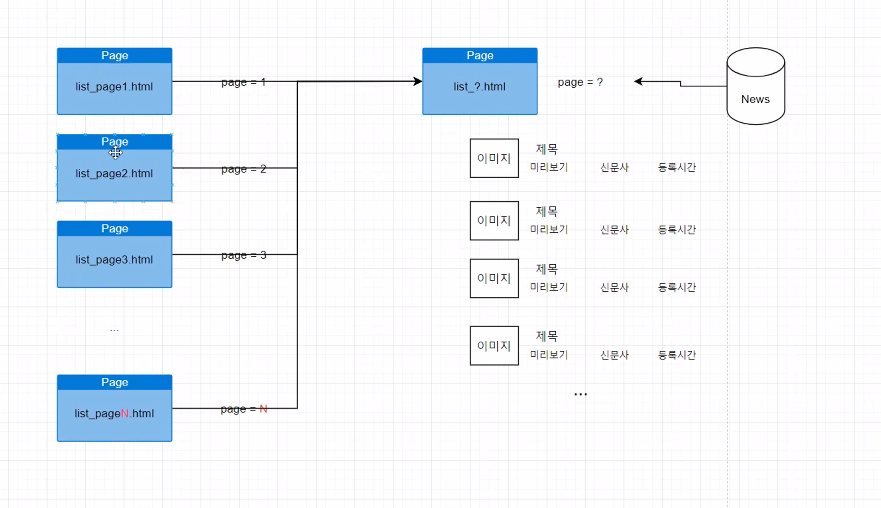 Page
list_page1.html
page = 1
Page
list_?.html
page = ?
News
Page
list_page2.html
page = 2
Page
list_page3.html
page = 3
...
Page
list_pageN.html
page = N
이미지
제목
미리보기 신문사 등록시간
이미지
제목
미리보기 신문사 등록시간
이미지
제목
미리보기 신문사 등록시간
이미지
제목
미리보기 신문사 등록시간
...